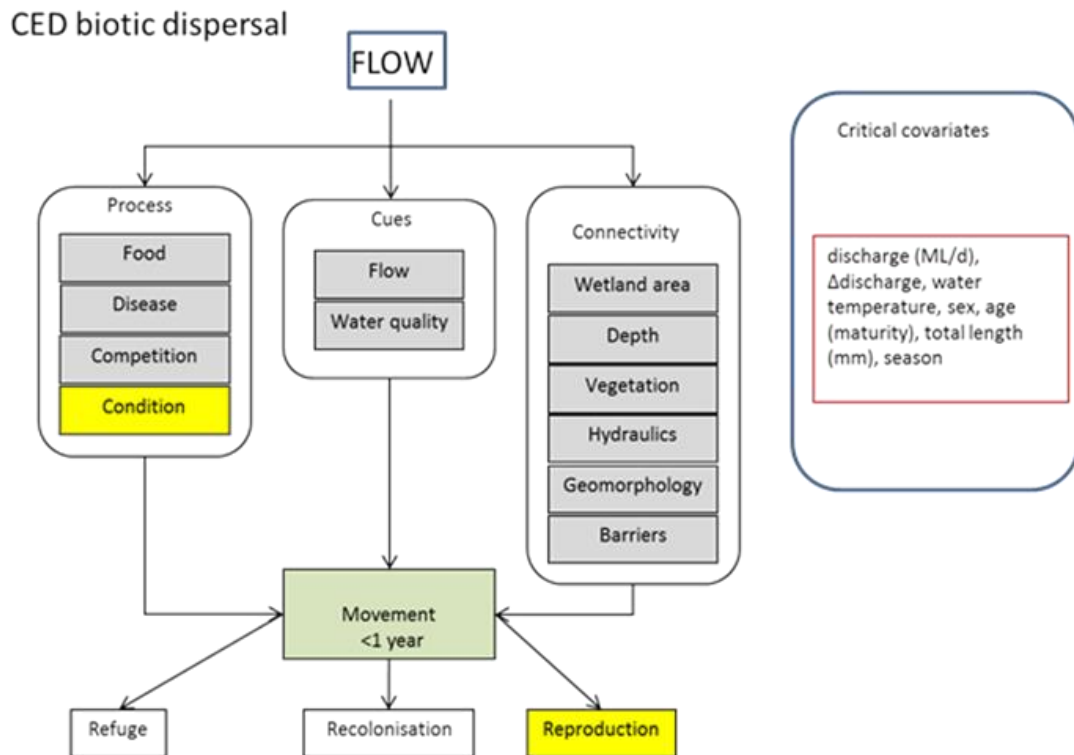 CED biotic dispersal
FLOW
Process
Food
Disease
Competition
Condition
Cues
Flow
Water quality
Connectivity
Wetland area
Depth
Vegetation
Hydraulics
Geomorphology
Barriers
Critical covariates
discharge (ML/d),
Δdischarge, water
temperature, sex, age
(maturity), total length
(mm), season
Movement
<1 year
Refuge
Recolonisation
Reproduction